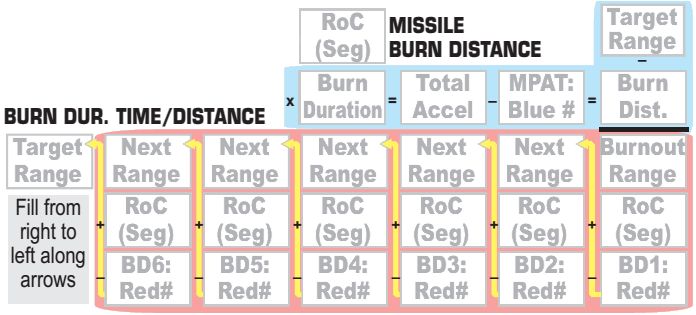 RoC
(Seg)
MISSILE
BURN DISTANCE
Target
Range
–
x
Burn
Duration
=
Total
Accel
–
MPAT:
Blue #
=
Burn
Dist.
BURN DUR. TIME/DISTANCE
Target
Range
Next
Range
Next
Range
Next
Range
Next
Range
Next
Range
Burnout
Range
Fill from
right to
left along
arrows
+
RoC
(Seg)
+
RoC
(Seg)
+
RoC
(Seg)
+
RoC
(Seg)
+
RoC
(Seg)
+
RoC
(Seg)
–
BD6:
Red#
–
BD5:
Red#
–
BD4:
Red#
–
BD3:
Red#
–
BD2:
Red#
–
BD1:
Red#